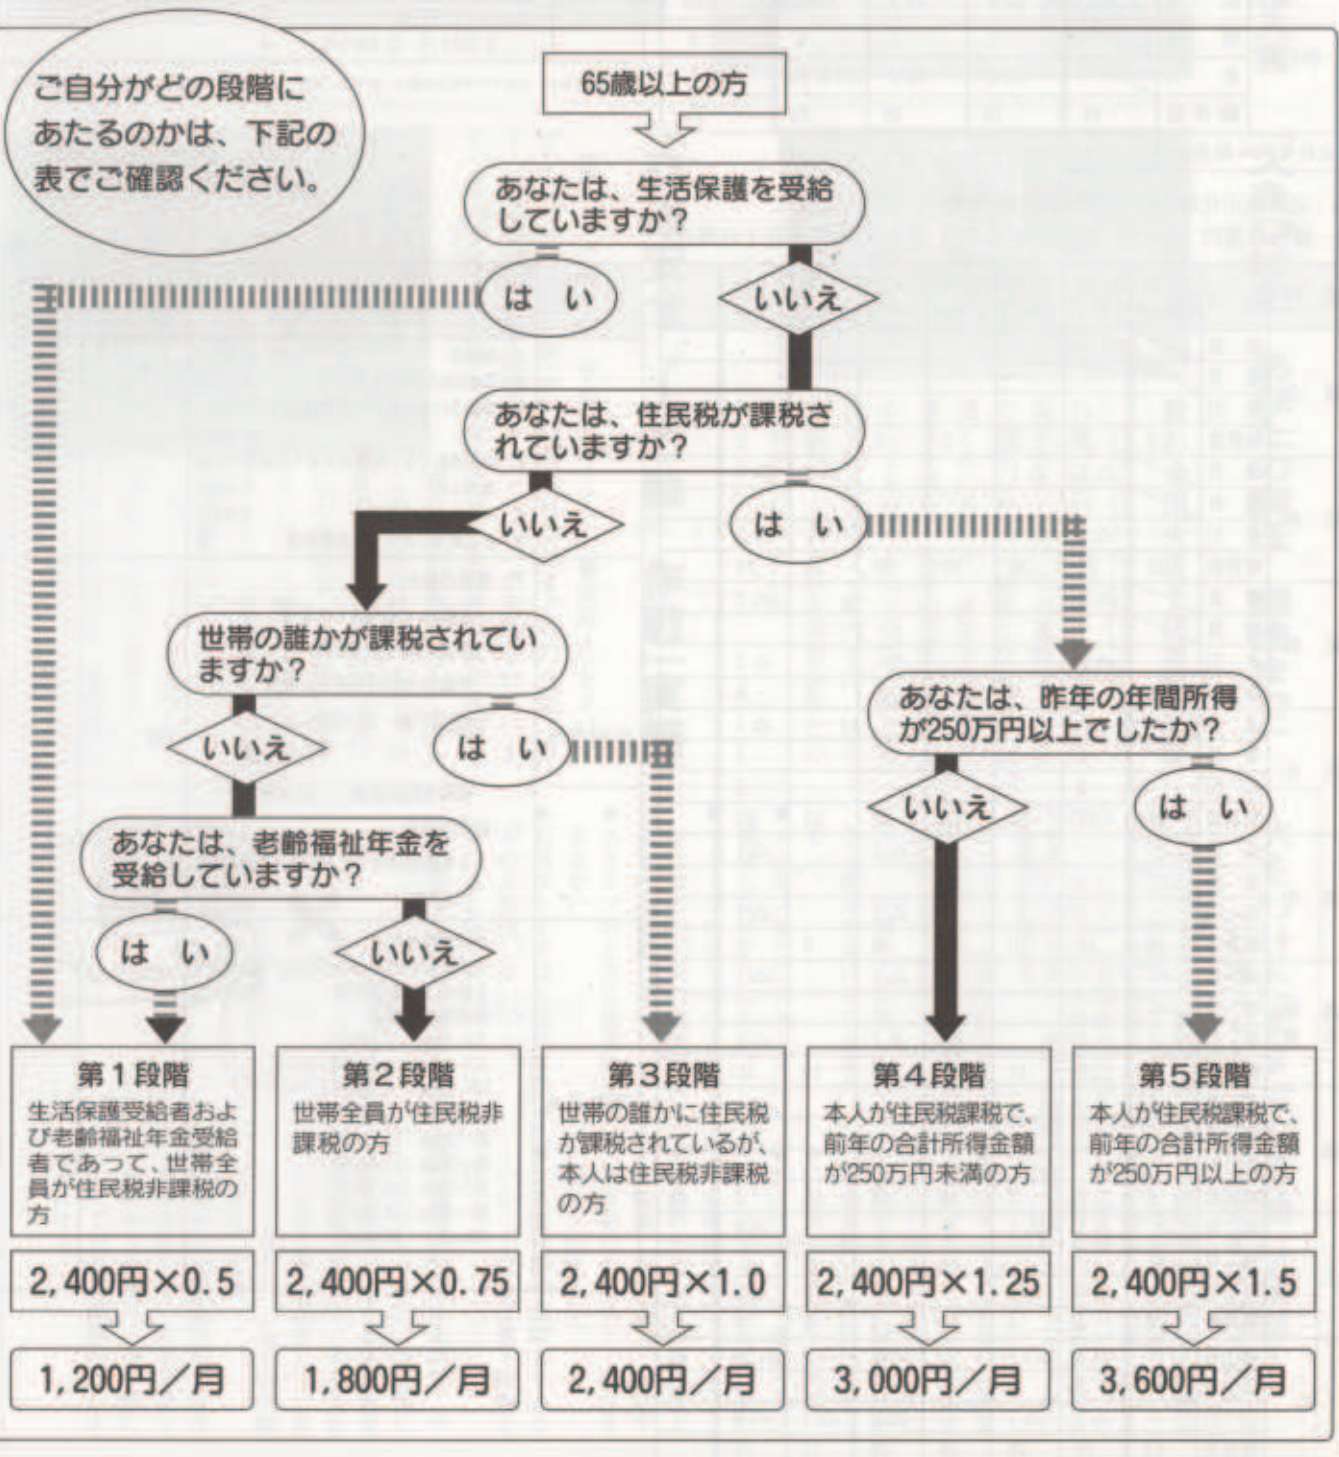 ご自分がどの段階に
あたるのかは、下記の
表でご確認ください。
65歳以上の方
あなたは、生活保護を受給
していますか？
は い
いいえ
あなたは、住民税が課税さ
れていますか？
いいえ
は い
世帯の誰かが課税されてい
ますか？
いいえ
は い
あなたは、昨年の年間所得
が250万円以上でしたか？
いいえ
は い
あなたは、老齢福祉年金を
受給していますか？
は い
いいえ
第１段階
生活保護受給者およ
び老齢福祉年金受給
者であって、世帯全
員が住民税非課税の
方
2,400円×0.5
1,200円／月
第２段階
世帯全員が住民税非
課税の方
2,400円×0.75
1,800円／月
第３段階
世帯の誰かに住民税
が課税されているが、
本人は住民税非課税
の方
2,400円×1.0
2,400円／月
第４段階
本人が住民税課税で、
前年の合計所得金額
が250万円未満の方
2,400円×1.25
3,000円／月
第５段階
本人が住民税課税で、
前年の合計所得金額
が250万円以上の方
2,400円×1.5
3,600円／月